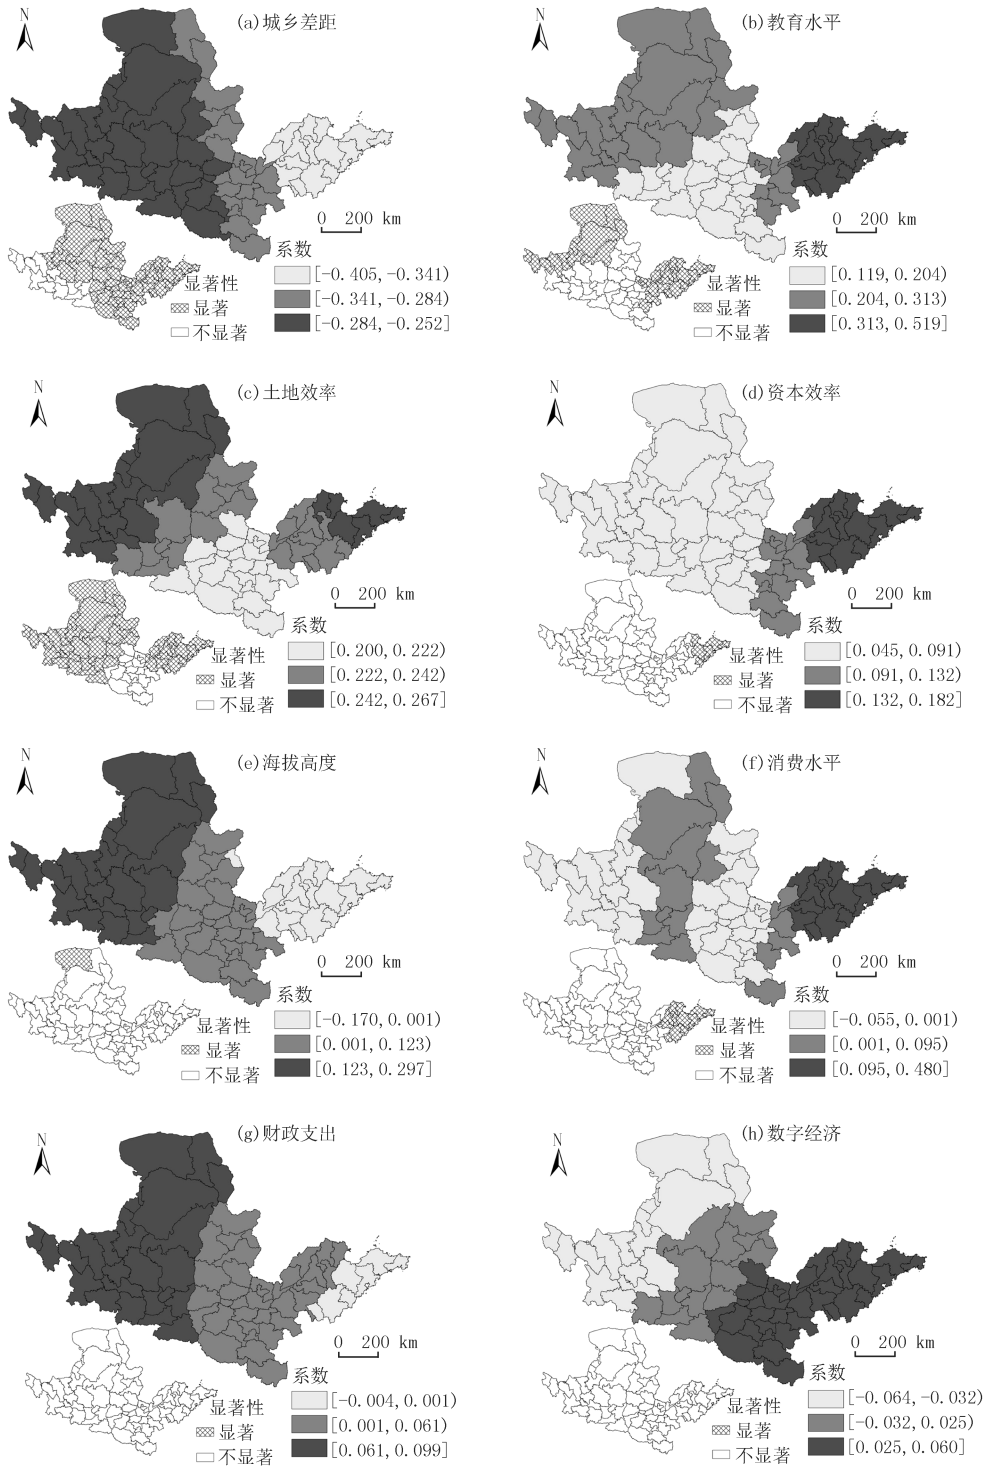 N
(a)城乡差距
0 200 km
系数
[-0.405,-0.341)
[-0.341,-0.284)
[-0.284,-0.252]
显著性
显著
不显著
N
(b)教育水平
0 200 km
系数
[0.119,0.204)
[0.204,0.313)
[0.313,0.519]
显著性
显著
不显著
N
(c)土地效率
0 200 km
系数
[0.200,0.222)
[0.222,0.242)
[0.242,0.267]
显著性
显著
不显著
N
(d)资本效率
0 200 km
系数
[0.045,0.091)
[0.091,0.132)
[0.132,0.182]
显著性
显著
不显著
N
(e)海拔高度
0 200 km
系数
[-0.170,0.001)
[0.001,0.123)
[0.123,0.297]
显著性
显著
不显著
N
(f)消费水平
0 200 km
系数
[-0.055,0.001)
[0.001,0.095)
[0.095,0.480]
显著性
显著
不显著
N
(g)财政支出
0 200 km
系数
[-0.004,0.001)
[0.001,0.061)
[0.061,0.099]
显著性
显著
不显著
N
(h)数字经济
0 200 km
系数
[-0.064,-0.032)
[-0.032,0.025)
[0.025,0.060]
显著性
显著
不显著